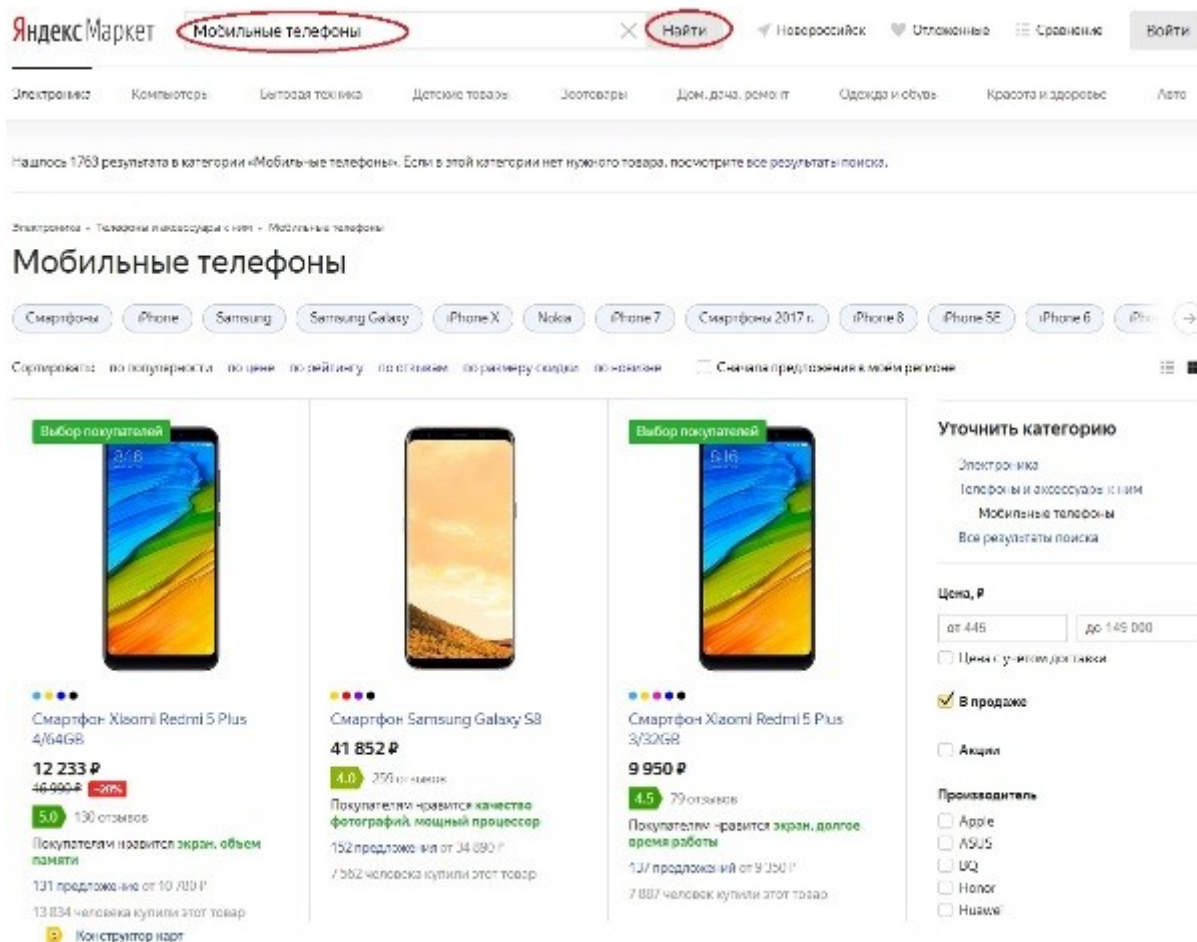 Яндекс Маркет Мобильные телефоны Найти Новороссийск Отложенные Сравнение Войти
Электроника Компьютеры Бытовая техника Детские товары Зоотовары Дом, дача, ремонт Одежда и обувь Красота и здоровье Авто
Нашлось 1763 результата в категории «Мобильные телефоны». Если в этой категории нет нужного товара, посмотрите все результаты поиска.
Электроника - Телефоны и аксессуары к ним - Мобильные телефоны
Мобильные телефоны
Смартфоны iPhone Samsung Samsung Galaxy iPhone X Nokia iPhone 7 Смартфоны 2017 г. iPhone 8 iPhone SE iPhone 6
Сортировать: по популярности по цене по рейтингу по отзывам по размеру скидки по новизне Сначала предложения в моём регионе
Выбор покупателей
Смартфон Xiaomi Redmi 5 Plus
4/64GB
12 233 ₽
16 990 ₽ −28%
5.0 130 отзывов
Покупателям нравится экран, объем
памяти
131 предложение от 10 780 ₽
13 834 человека купили этот товар
Конструктор карт
Смартфон Samsung Galaxy S8
41 852 ₽
4.0 259 отзывов
Покупателям нравится качество
фотографий, мощный процессор
152 предложения от 34 890 ₽
7 562 человека купили этот товар
Выбор покупателей
9:16
Смартфон Xiaomi Redmi 5 Plus
3/32GB
9 950 ₽
4.5 79 отзывов
Покупателям нравится экран, долгое
время работы
137 предложений от 9 350 ₽
7 887 человек купили этот товар
Уточнить категорию
Электроника
Телефоны и аксессуары к ним
Мобильные телефоны
Все результаты поиска
Цена, ₽
от 445 до 149 000
Цена с учетом доставки
В продаже
Акции
Производитель
Apple
ASUS
BQ
Honor
Huawei